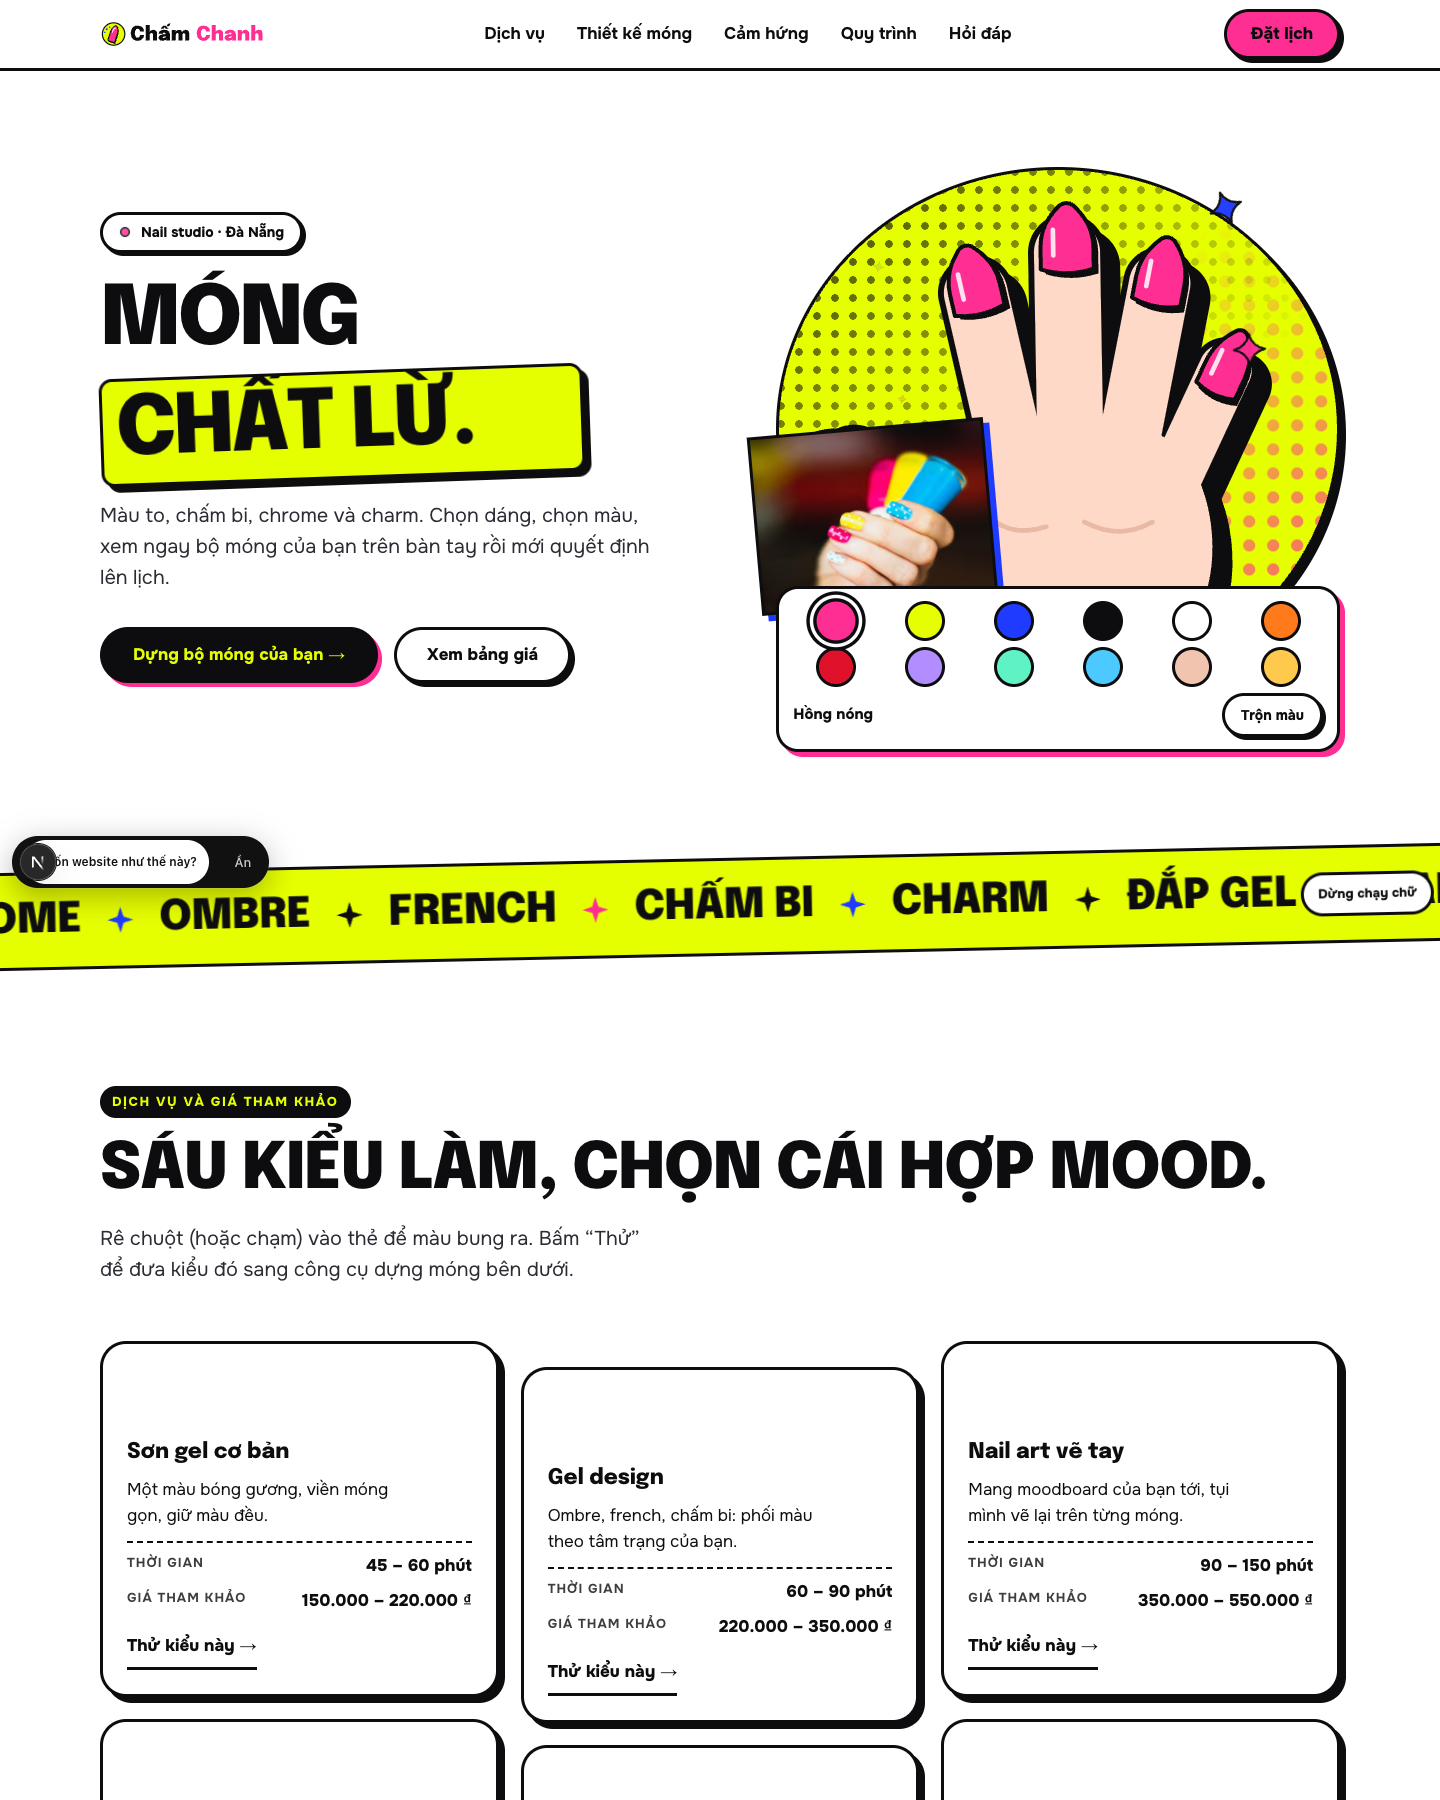 Chấm Chanh
Dịch vụ
Thiết kế móng
Cảm hứng
Quy trình
Hỏi đáp
Đặt lịch
Nail studio · Đà Nẵng
MÓNG
CHẤT LỪ.
Màu to, chấm bi, chrome và charm. Chọn dáng, chọn màu,
xem ngay bộ móng của bạn trên bàn tay rồi mới quyết định
lên lịch.
Dựng bộ móng của bạn →
Xem bảng giá
Hồng nóng
Trộn màu
website như thế này?
Ẩn
OMBRE
FRENCH
CHẤM BI
CHARM
ĐẮP GEL
Dừng chạy chữ
DỊCH VỤ VÀ GIÁ THAM KHẢO
SÁU KIỂU LÀM, CHỌN CÁI HỢP MOOD.
Rê chuột (hoặc chạm) vào thẻ để màu bung ra. Bấm “Thử”
để đưa kiểu đó sang công cụ dựng móng bên dưới.
Sơn gel cơ bản
Một màu bóng gương, viền móng
gọn, giữ màu đều.
THỜI GIAN 45 – 60 phút
GIÁ THAM KHẢO 150.000 – 220.000 ₫
Thử kiểu này →
Gel design
Ombre, french, chấm bi: phối màu
theo tâm trạng của bạn.
THỜI GIAN 60 – 90 phút
GIÁ THAM KHẢO 220.000 – 350.000 ₫
Thử kiểu này →
Nail art vẽ tay
Mang moodboard của bạn tới, tụi
mình vẽ lại trên từng móng.
THỜI GIAN 90 – 150 phút
GIÁ THAM KHẢO 350.000 – 550.000 ₫
Thử kiểu này →